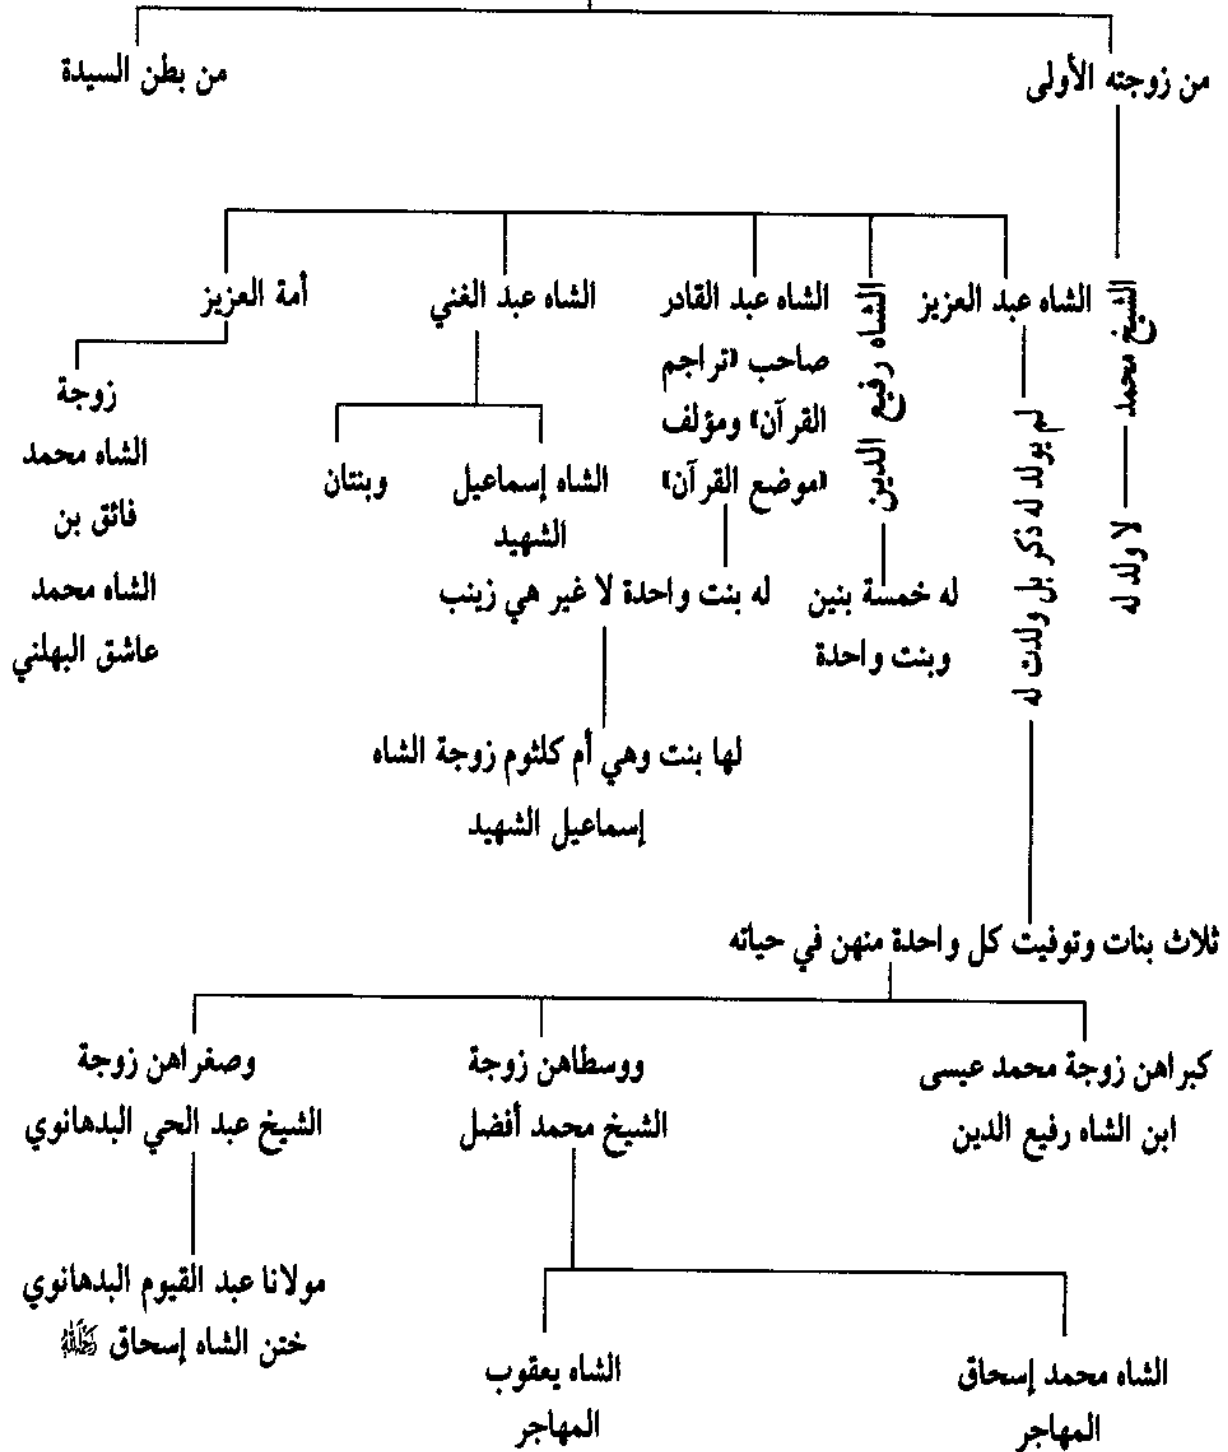 من زوجته الأولى
من بطن السيدة
الشيخ محمد
لا ولد له
الشاه عبد العزيز
لم يولد له ذكر بل ولدت له
الشاه رفيع الدين
له خمسة بنين
وبنت واحدة
الشاه عبد القادر
صاحب «تراجم
القرآن» ومؤلف
«موضع القرآن»
له بنت واحدة لا غير هي زينب
لها بنت وهي أم كلثوم زوجة الشاه
إسماعيل الشهيد
الشاه عبد الغني
الشاه إسماعيل
الشهيد
وبنتان
أمة العزيز
زوجة
الشاه محمد
فائق بن
الشاه محمد
عاشق البهلني
ثلاث بنات وتوفيت كل واحدة منهن في حياته
كبراهن زوجة محمد عيسى
ابن الشاه رفيع الدين
ووسطاهن زوجة
الشيخ محمد أفضل
وصغراهن زوجة
الشيخ عبد الحي البدهانوي
الشاه محمد إسحاق
المهاجر
الشاه يعقوب
المهاجر
مولانا عبد القيوم البدهانوي
ختن الشاه إسحاق رحمه الله